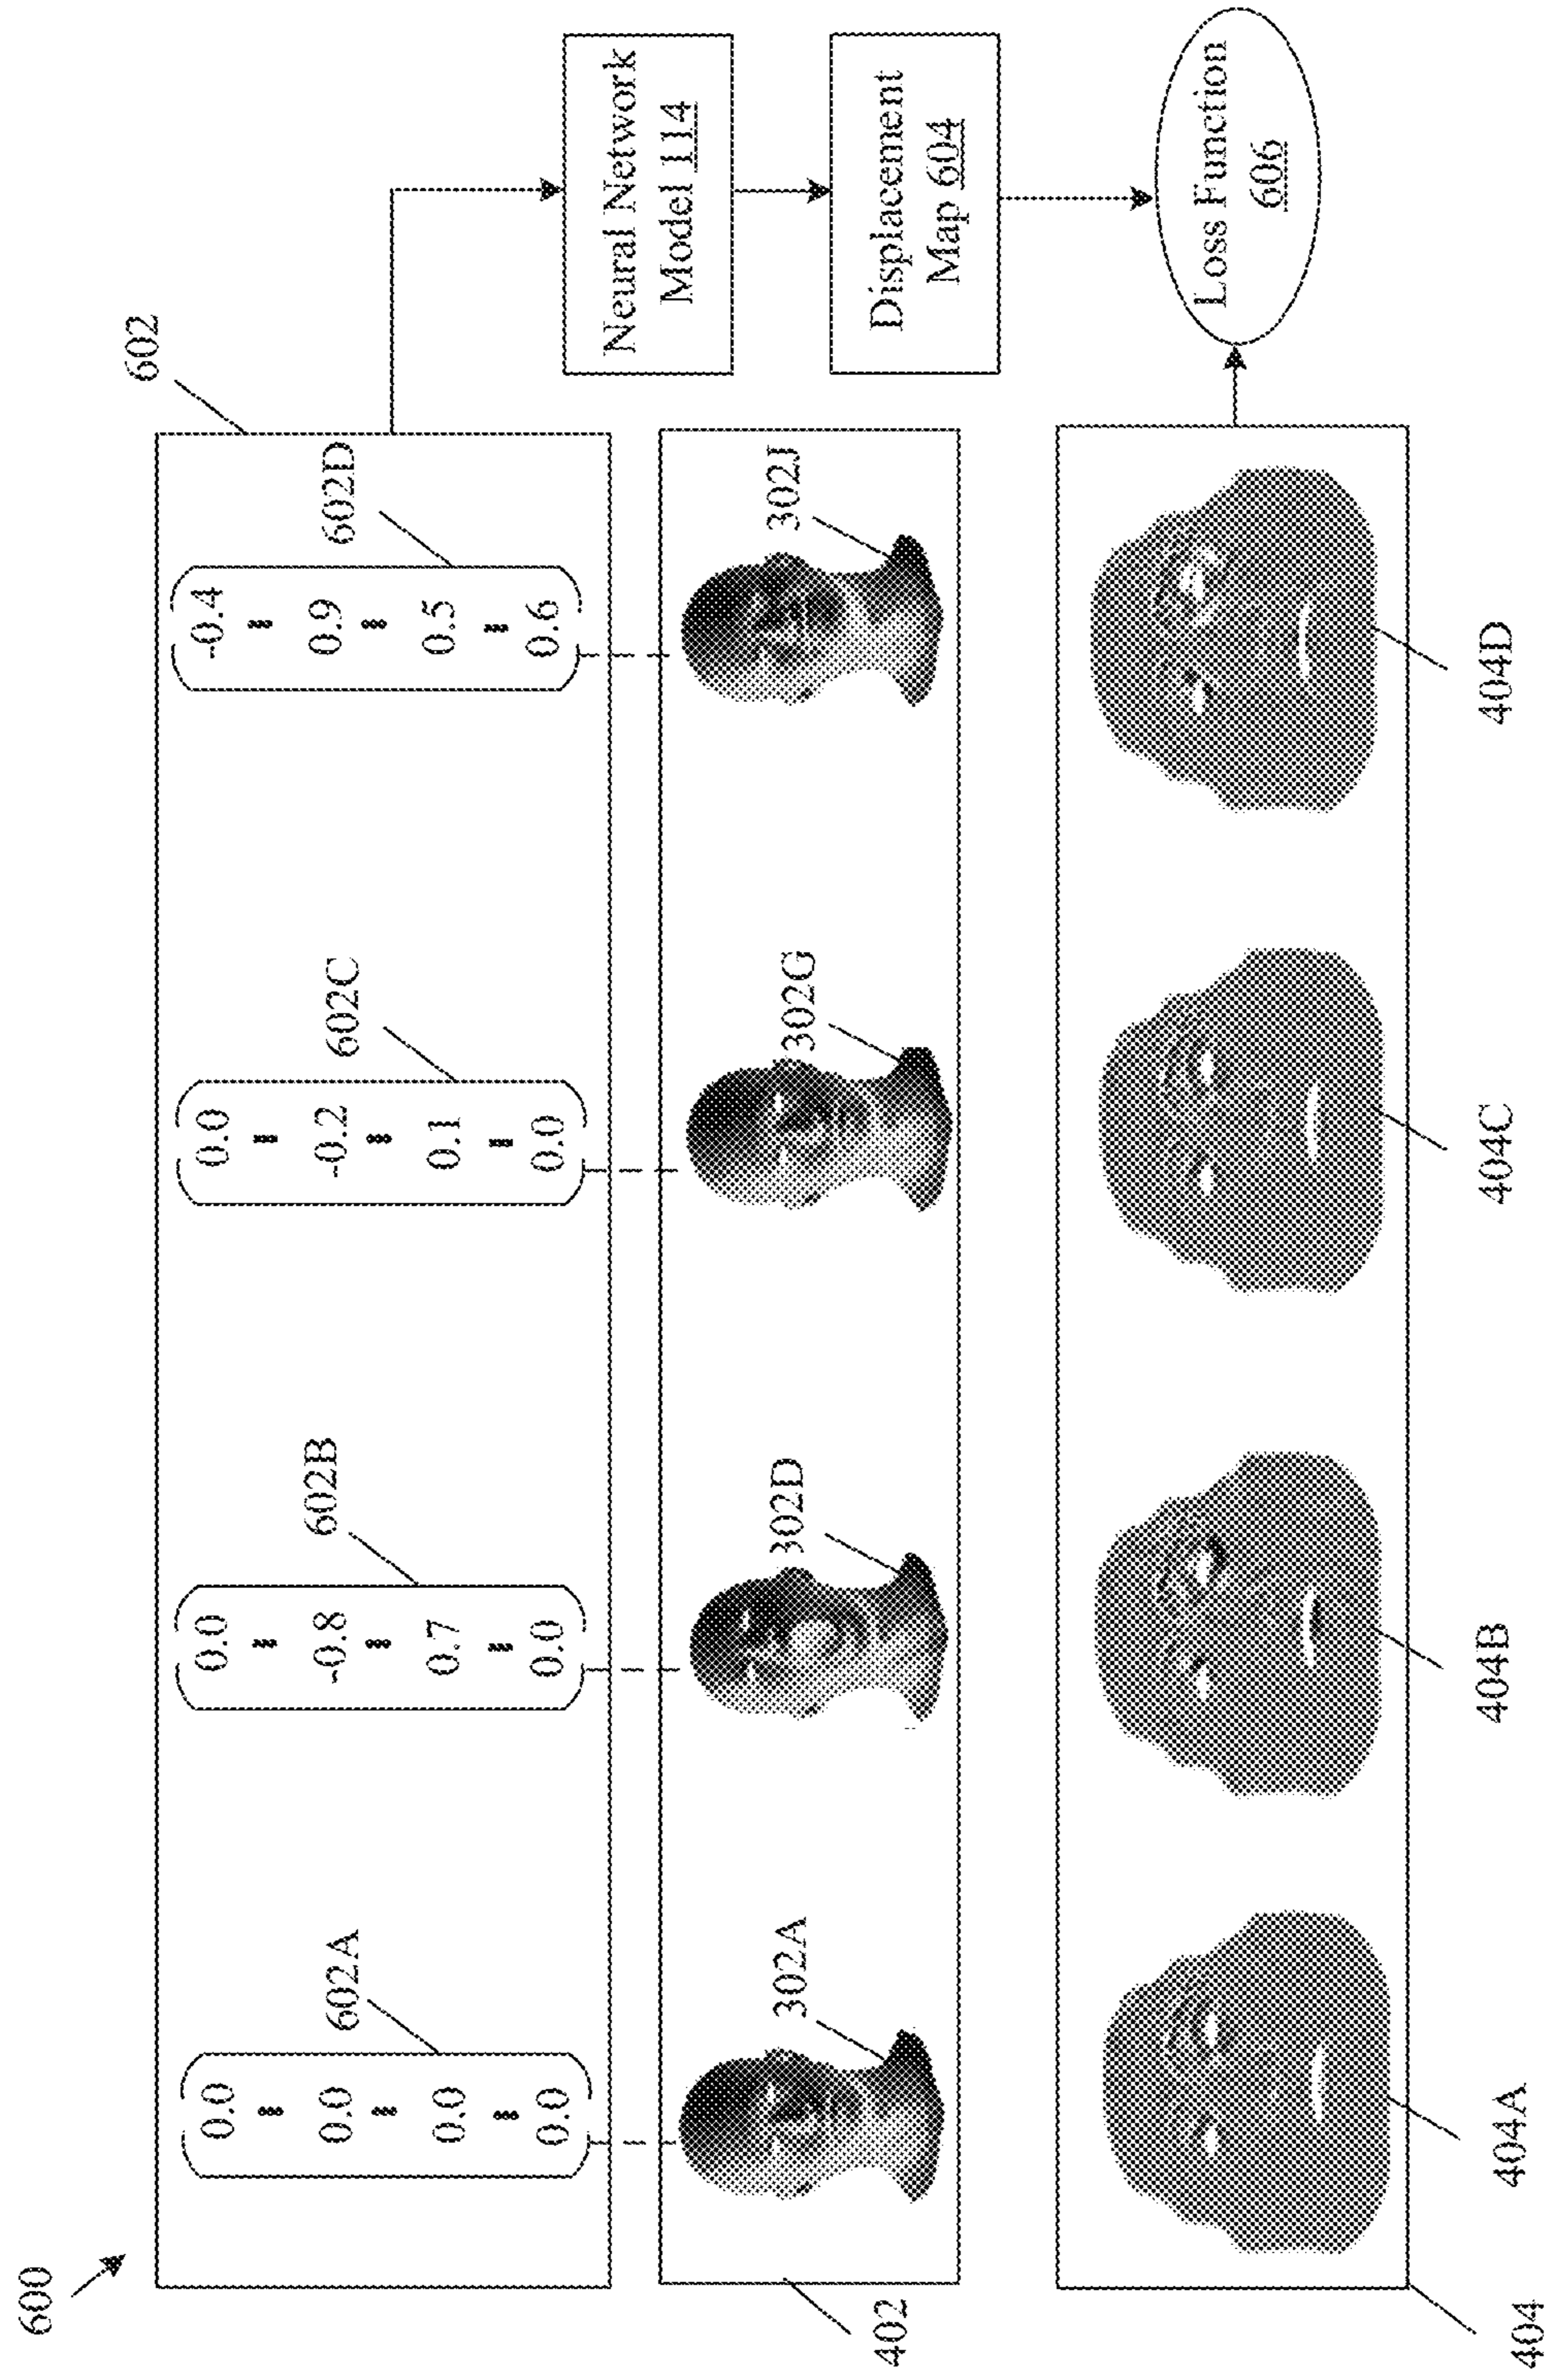 600
602
602A
0.0
0.0
0.0
0.0
602B
0.0
-0.8
0.7
0.0
602C
0.0
-0.2
0.1
0.0
602D
-0.4
0.9
0.5
0.6
Neural Network
Model 114
402
302A
302D
302G
302J
Displacement
Map 604
404
404A
404B
404C
404D
Loss Function
606